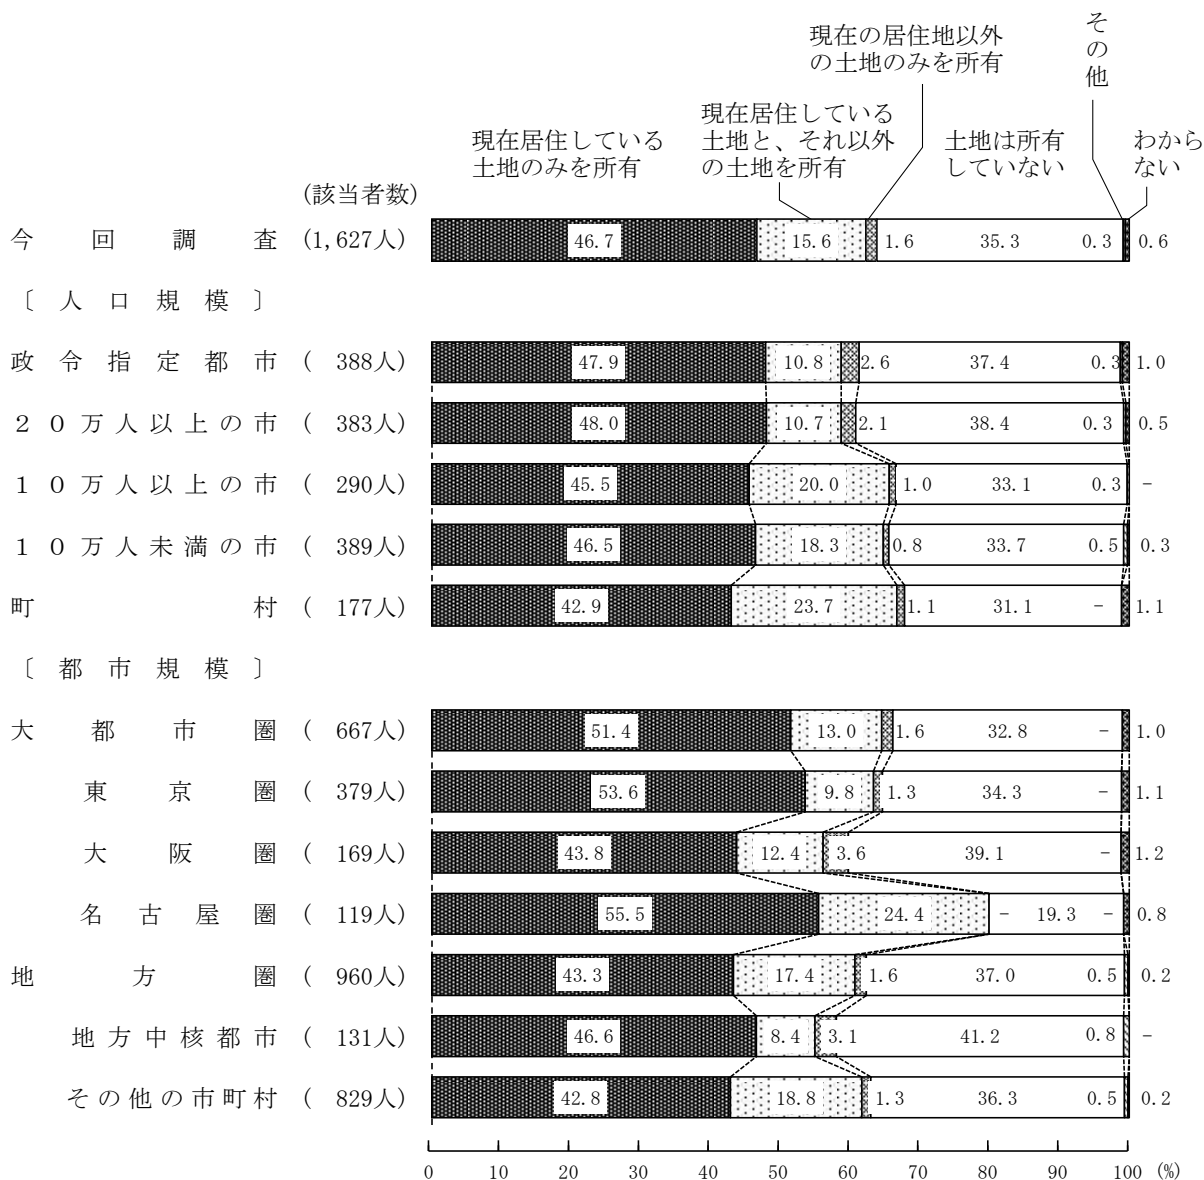 その他
現在の居住地以外
の土地のみを所有
現在居住している
土地のみを所有
現在居住している
土地と、それ以外
の土地を所有
土地は所有
していない
わから
ない
(該当者数)
今回調査 (1,627人) 46.7 15.6 1.6 35.3 0.3 0.6
〔人口規模〕
政令指定都市 ( 388人) 47.9 10.8 2.6 37.4 0.3 1.0
２０万人以上の市 ( 383人) 48.0 10.7 2.1 38.4 0.3 0.5
１０万人以上の市 ( 290人) 45.5 20.0 1.0 33.1 0.3 -
１０万人未満の市 ( 389人) 46.5 18.3 0.8 33.7 0.5 0.3
町村 ( 177人) 42.9 23.7 1.1 31.1 - 1.1
〔都市規模〕
大都市圏 ( 667人) 51.4 13.0 1.6 32.8 - 1.0
東京圏 ( 379人) 53.6 9.8 1.3 34.3 - 1.1
大阪圏 ( 169人) 43.8 12.4 3.6 39.1 - 1.2
名古屋圏 ( 119人) 55.5 24.4 - 19.3 - 0.8
地方圏 ( 960人) 43.3 17.4 1.6 37.0 0.5 0.2
地方中核都市 ( 131人) 46.6 8.4 3.1 41.2 0.8 -
その他の市町村 ( 829人) 42.8 18.8 1.3 36.3 0.5 0.2
0 10 20 30 40 50 60 70 80 90 100 (%)